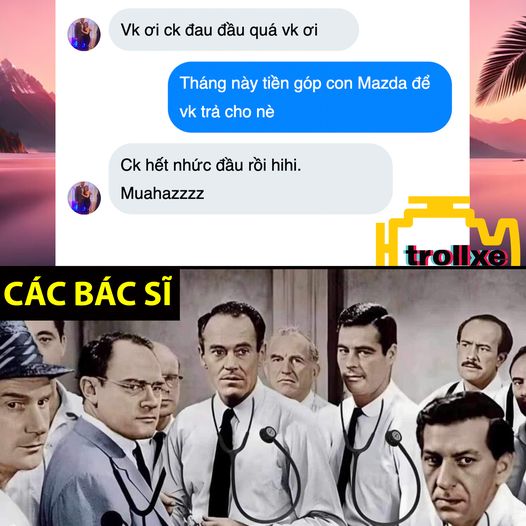 Vk ơi ck đau đầu quá vk ơi
Tháng này tiền góp con Mazda để
vk trả cho nè
Ck hết nhức đầu rồi hihi.
Muahazzzz
trollxe
CÁC BÁC SĨ